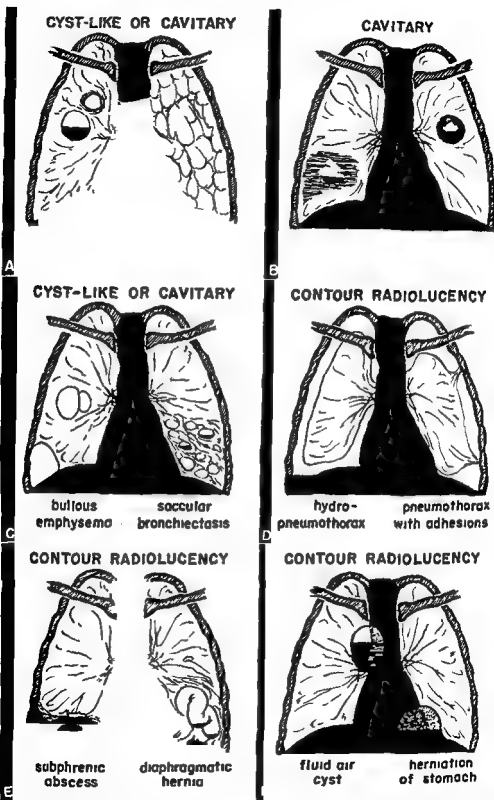 CYST-LIKE OR CAVITARY
A
CAVITARY
B
CYST-LIKE OR CAVITARY
bullous
emphysema
saccular
bronchiectasis
C
CONTOUR RADIOLUCENCY
hydro-
pneumothorax
pneumothorax
with adhesions
D
CONTOUR RADIOLUCENCY
subphrenic
abscess
diaphragmatic
hernia
E
CONTOUR RADIOLUCENCY
fluid air
cyst
herniation
of stomach